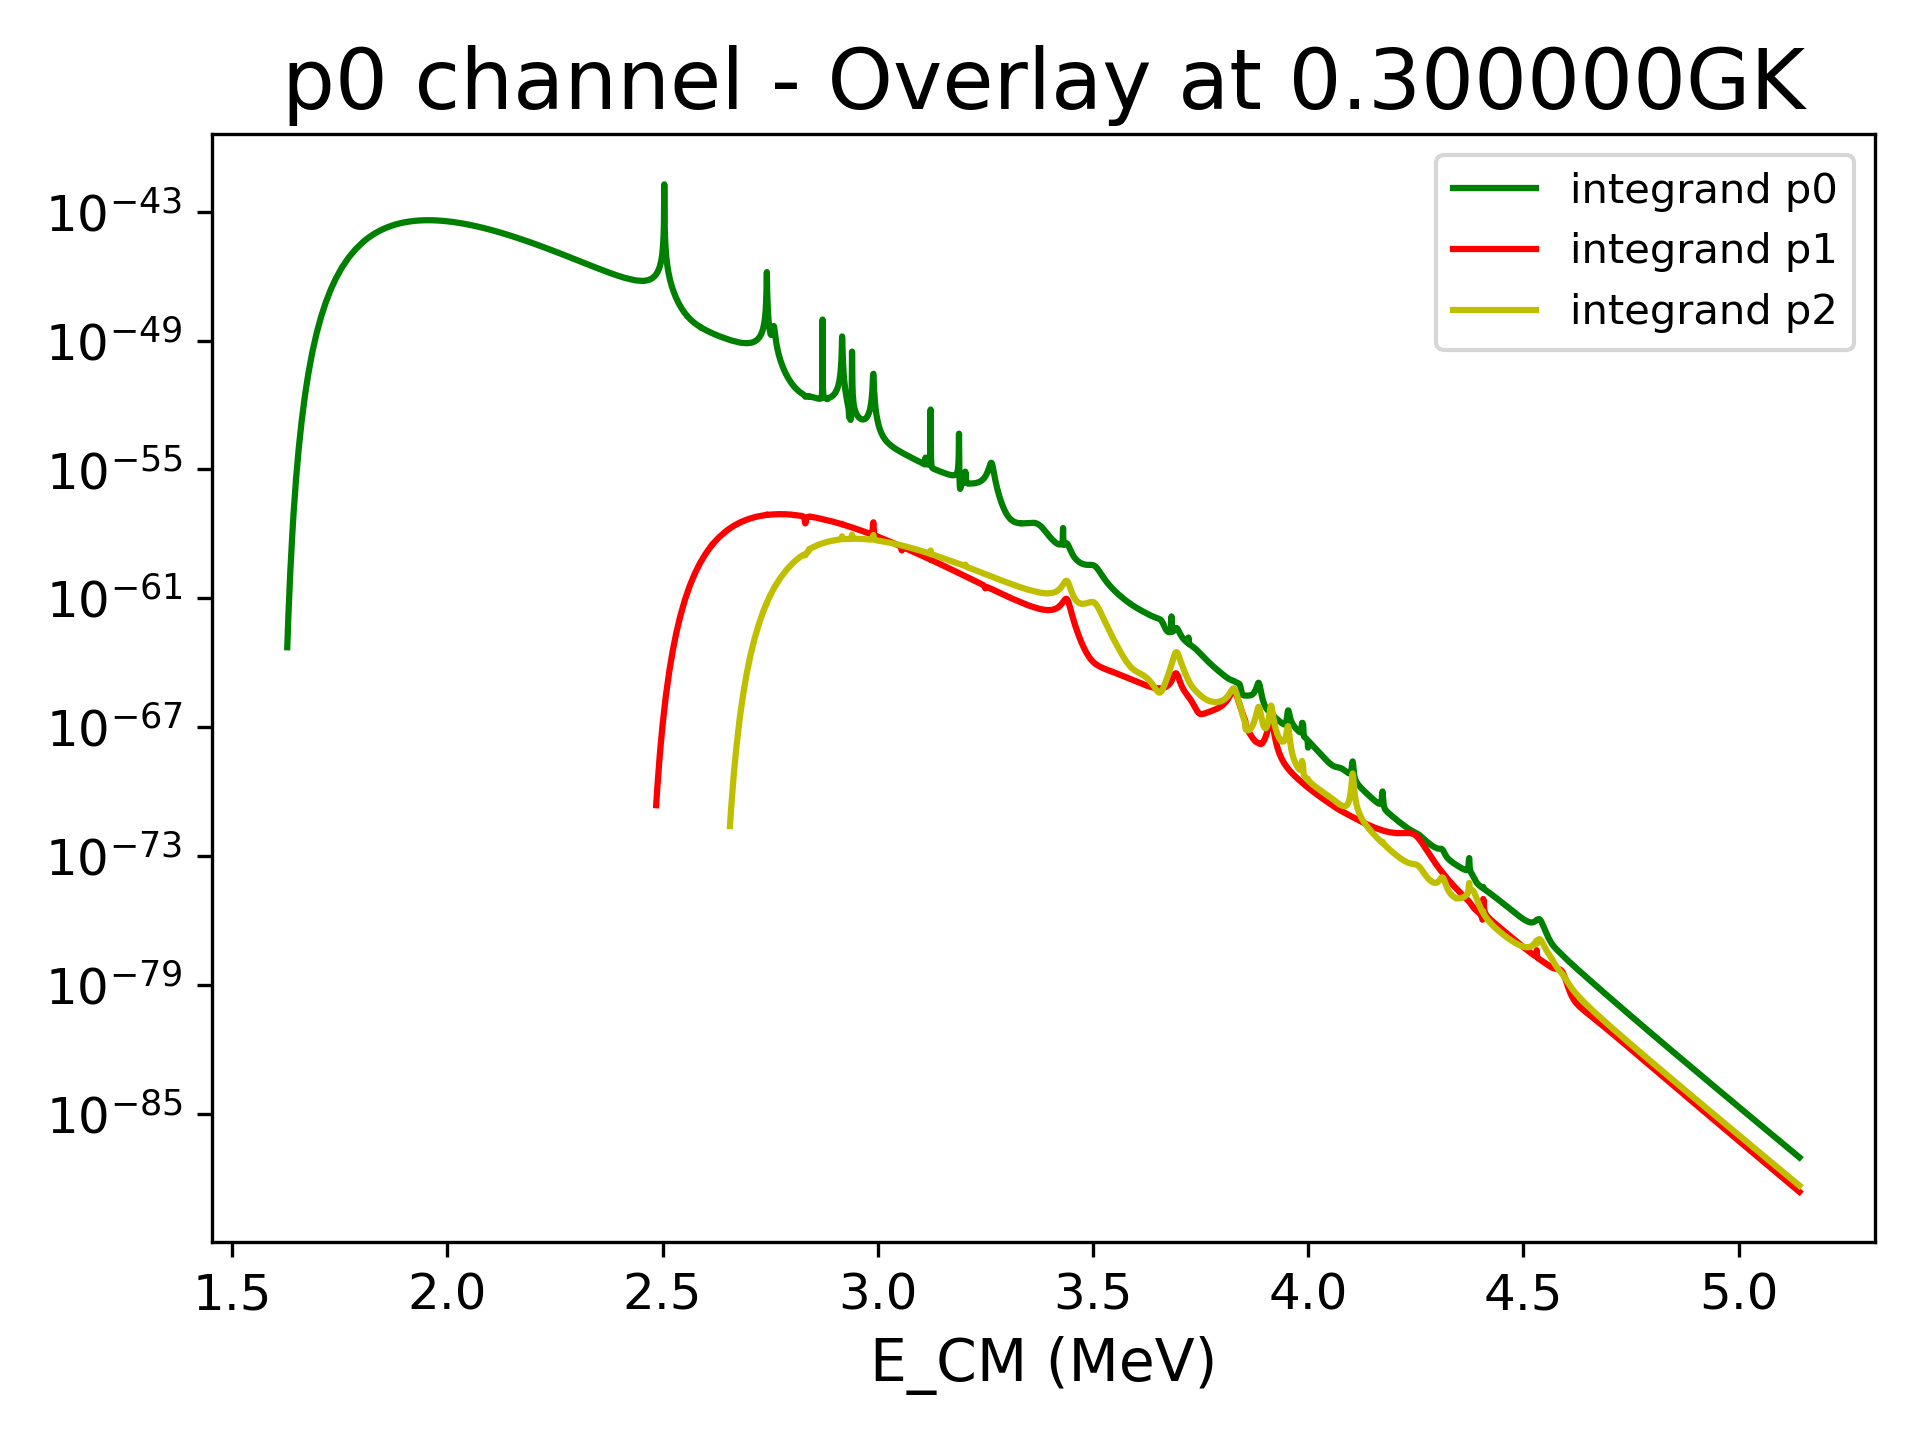 p0 channel - Overlay at 0.300000GK
integrand p0
integrand p1
integrand p2
10⁻⁴³
10⁻⁴⁹
10⁻⁵⁵
10⁻⁶¹
10⁻⁶⁷
10⁻⁷³
10⁻⁷⁹
10⁻⁸⁵
1.5 2.0 2.5 3.0 3.5 4.0 4.5 5.0
E_CM (MeV)